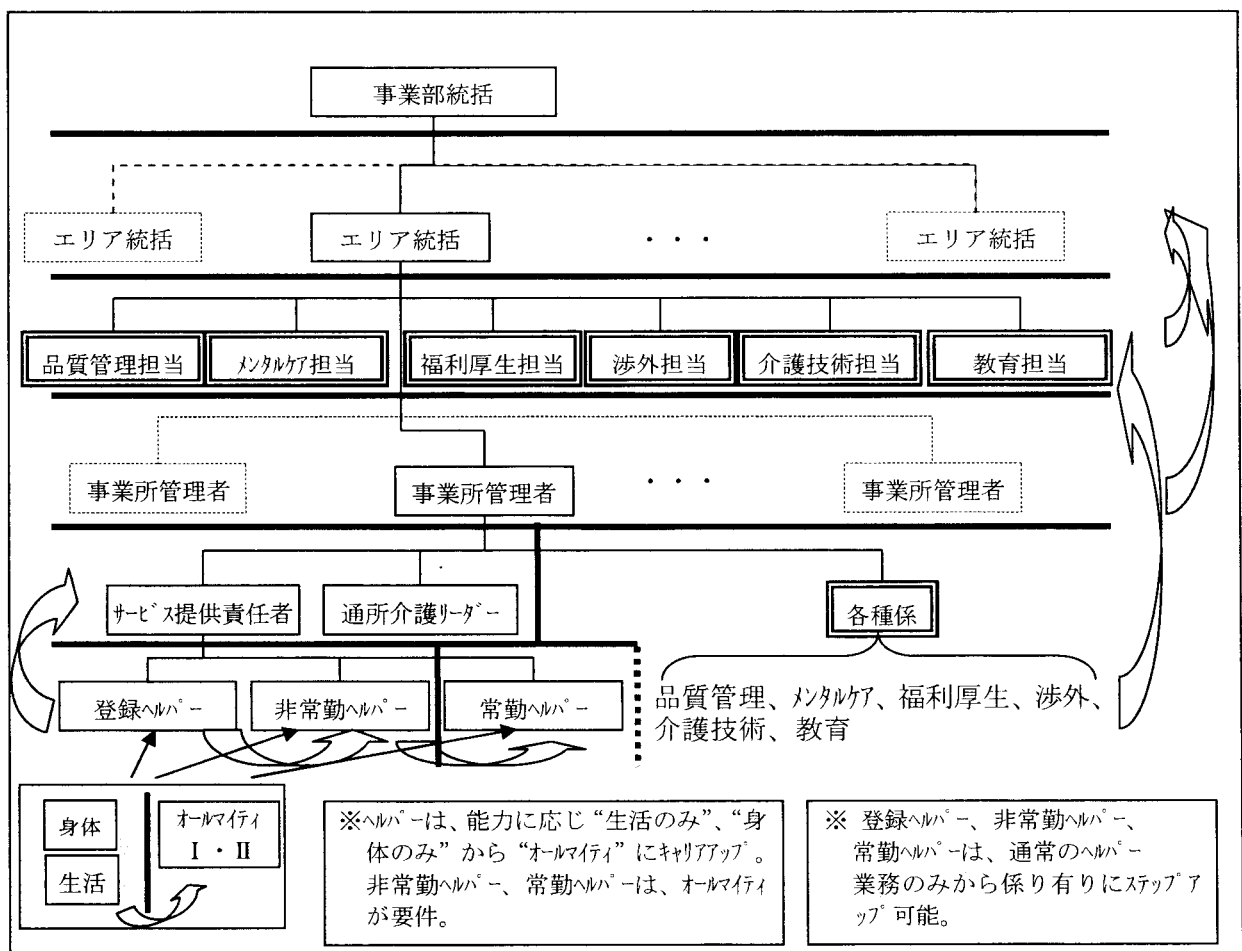 事業部統括
エリア統括
エリア統括
・・・
エリア統括
品質管理担当
メンタルケア担当
福利厚生担当
渉外担当
介護技術担当
教育担当
事業所管理者
事業所管理者
・・・
事業所管理者
サービス提供責任者
通所介護リーダー
各種係
登録ヘルパー
非常勤ヘルパー
常勤ヘルパー
品質管理、メンタルケア、福利厚生、渉外、
介護技術、教育
身体
生活
オールマイティ
Ⅰ・Ⅱ
※ヘルパーは、能力に応じ“生活のみ”、“身
体のみ”から“オールマイティ”にキャリアアップ。
非常勤ヘルパー、常勤ヘルパーは、オールマイティ
が要件。
※ 登録ヘルパー、非常勤ヘルパー、
常勤ヘルパーは、通常のヘルパー
業務のみから係り有りにステップア
ップ可能。